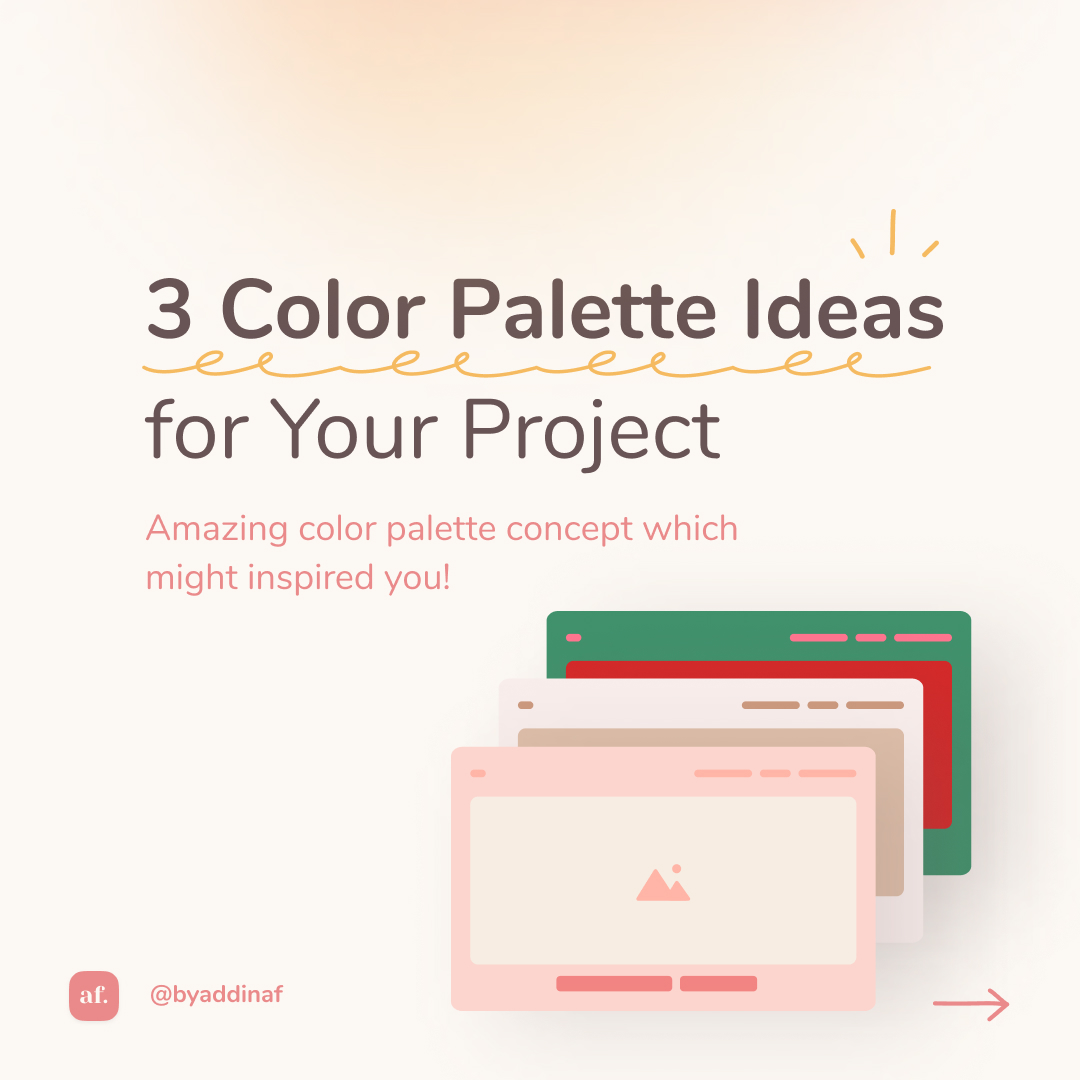 3 Color Palette Ideas
for Your Project
Amazing color palette concept which
might inspired you!
af.
@byaddinaf